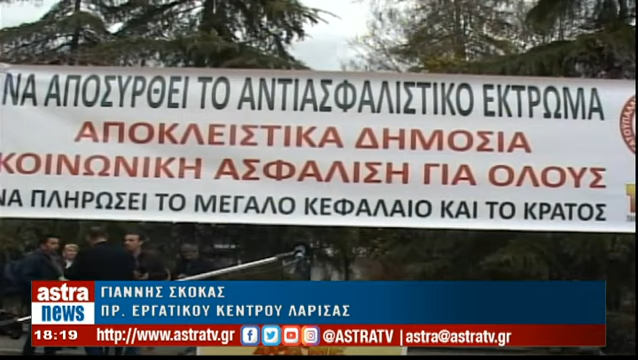 ΝΑ ΑΠΟΣΥΡΘΕΙ ΤΟ ΑΝΤΙΑΣΦΑΛΙΣΤΙΚΟ ΕΚΤΡΩΜΑ
ΑΠΟΚΛΕΙΣΤΙΚΑ ΔΗΜΟΣΙΑ
ΚΟΙΝΩΝΙΚΗ ΑΣΦΑΛΙΣΗ ΓΙΑ ΟΛΟΥΣ
ΝΑ ΠΛΗΡΩΣΕΙ ΤΟ ΜΕΓΑΛΟ ΚΕΦΑΛΑΙΟ ΚΑΙ ΤΟ ΚΡΑΤΟΣ
astra
news
ΓΙΑΝΝΗΣ ΣΚΟΚΑΣ
ΠΡ. ΕΡΓΑΤΙΚΟΥ ΚΕΝΤΡΟΥ ΛΑΡΙΣΑΣ
18:19 http://www.astratv.gr @ASTRATV | astra@astratv.gr